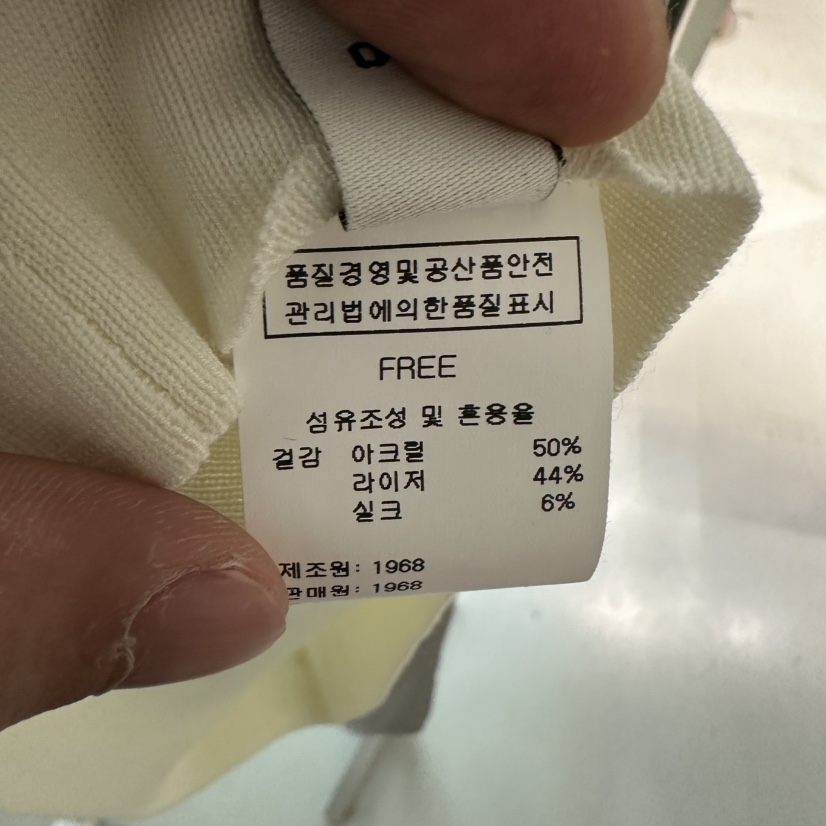 품질경영및공산품안전
관리법에의한품질표시
FREE
섬유조성 및 혼용율
겉감 아크릴 50%
라이저 44%
실크 6%
제조원: 1968
판매원: 1968